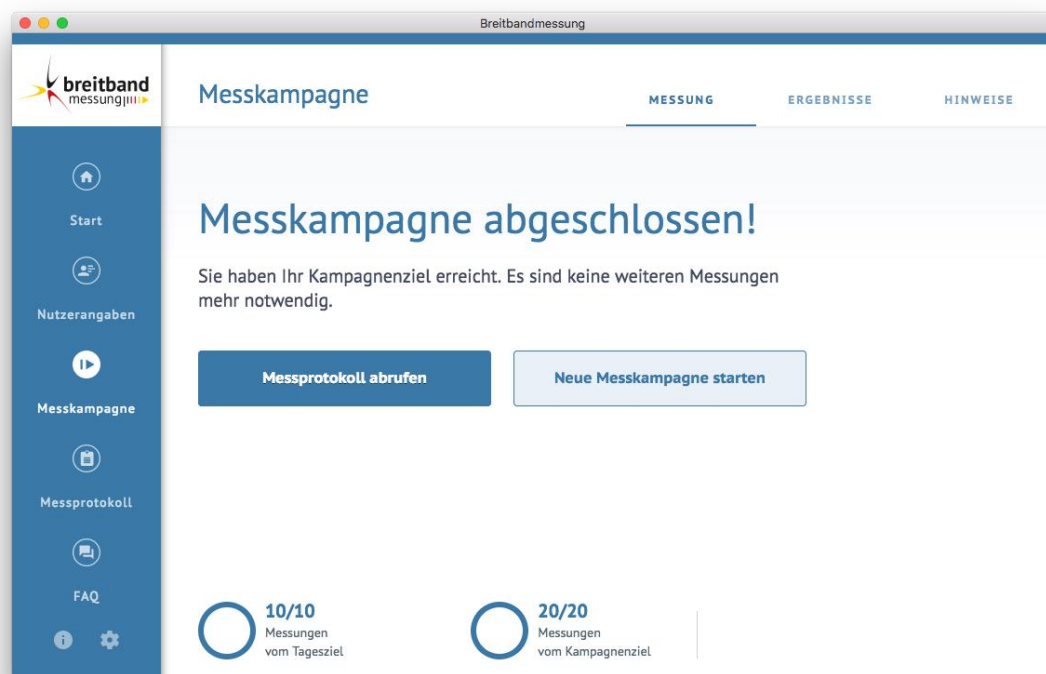 Breitbandmessung
breitband
messung
Messkampagne
MESSUNG
ERGEBNISSE
HINWEISE
Start
Nutzerangaben
Messkampagne
Messprotokoll
FAQ
Messkampagne abgeschlossen!
Sie haben Ihr Kampagnenziel erreicht. Es sind keine weiteren Messungen
mehr notwendig.
Messprotokoll abrufen
Neue Messkampagne starten
10/10
Messungen
vom Tagesziel
20/20
Messungen
vom Kampagnenziel